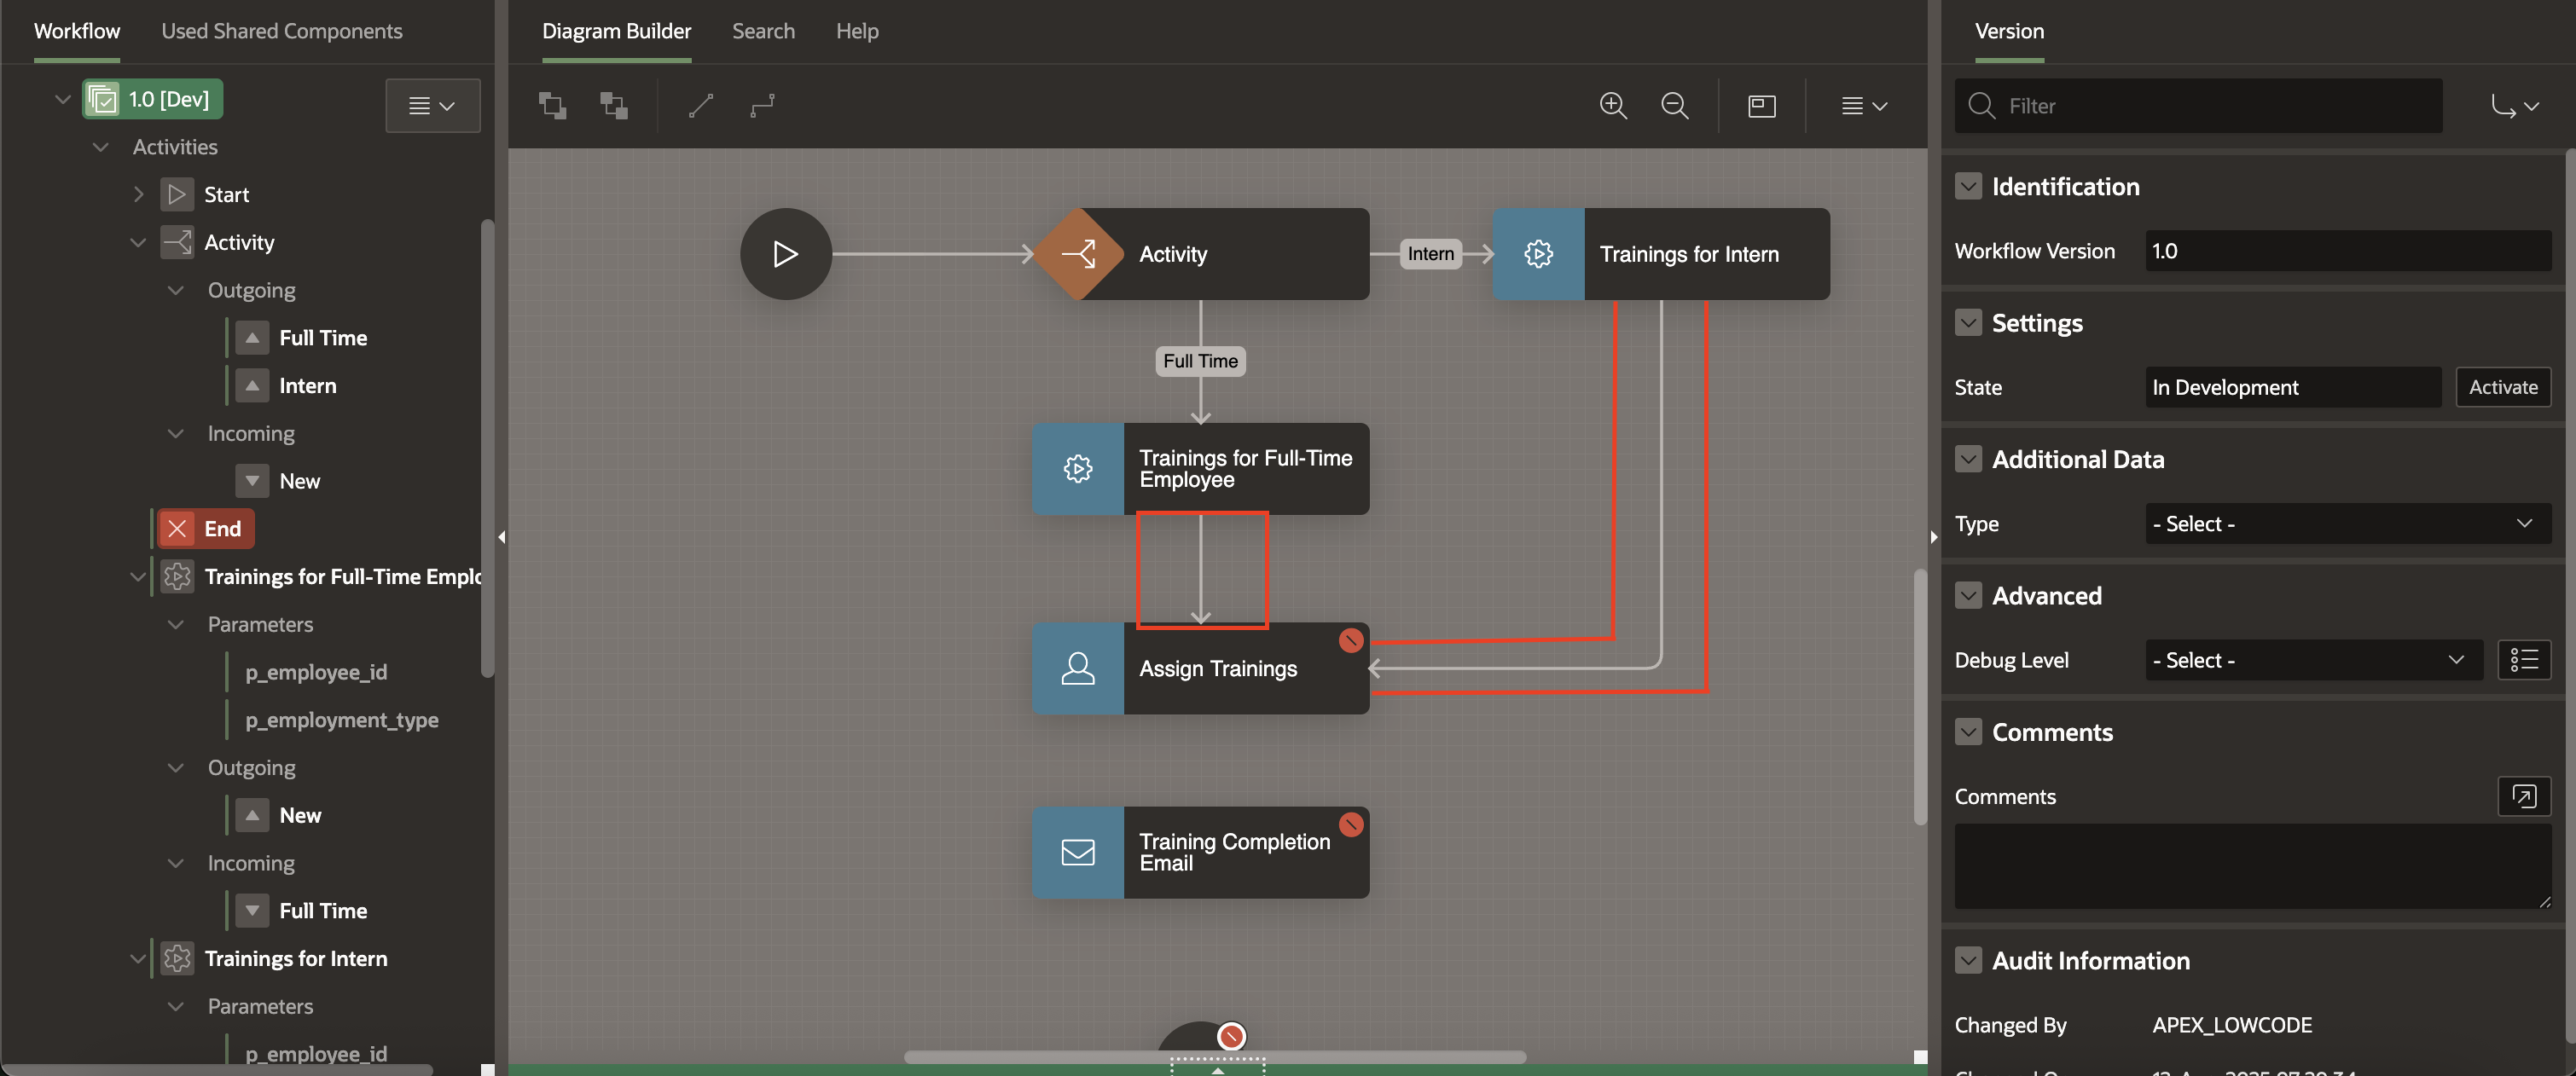 Workflow
Used Shared Components
1.0 [Dev]
Activities
Start
Activity
Outgoing
Full Time
Intern
Incoming
New
End
Trainings for Full-Time Emplo
Parameters
p_employee_id
p_employment_type
Outgoing
New
Incoming
Full Time
Trainings for Intern
Parameters
p_employee_id
Diagram Builder
Search
Help
Activity
Intern
Trainings for Intern
Full Time
Trainings for Full-Time
Employee
Assign Trainings
Training Completion
Email
Version
Filter
Identification
Workflow Version
1.0
Settings
State
In Development
Activate
Additional Data
Type
- Select -
Advanced
Debug Level
- Select -
Comments
Comments
Audit Information
Changed By
APEX_LOWCODE